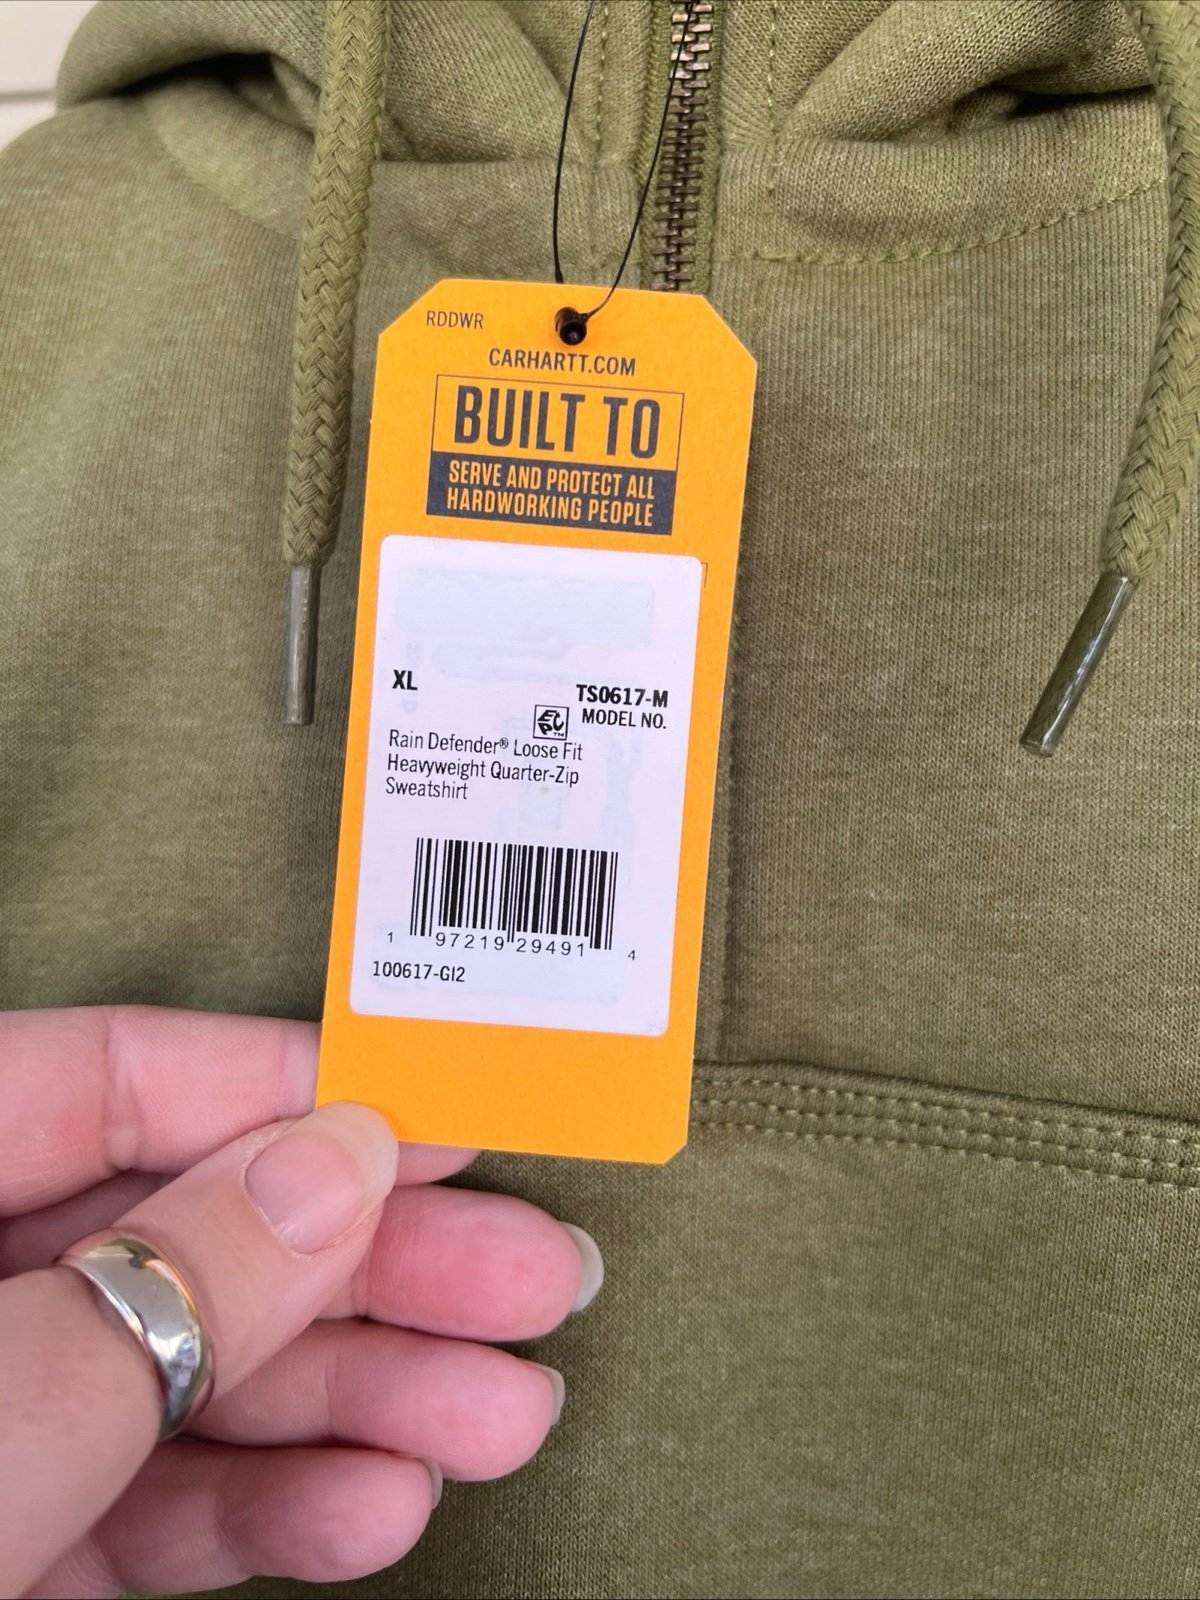 RDDWR
CARHARTT.COM
BUILT TO
SERVE AND PROTECT ALL
HARDWORKING PEOPLE
XL
TS0617-M
MODEL NO.
ECPTM
Rain Defender® Loose Fit
Heavyweight Quarter-Zip
Sweatshirt
1 97219 29491 4
100617-GI2